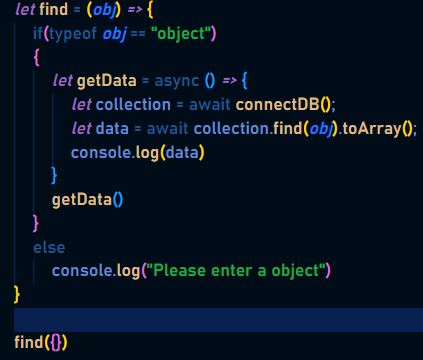 let find = (obj) => {
if(typeof obj == "object")
{
let getData = async () => {
let collection = await connectDB();
let data = await collection.find(obj).toArray();
console.log(data)
}
getData()
}
else
console.log("Please enter a object")
}
find({})